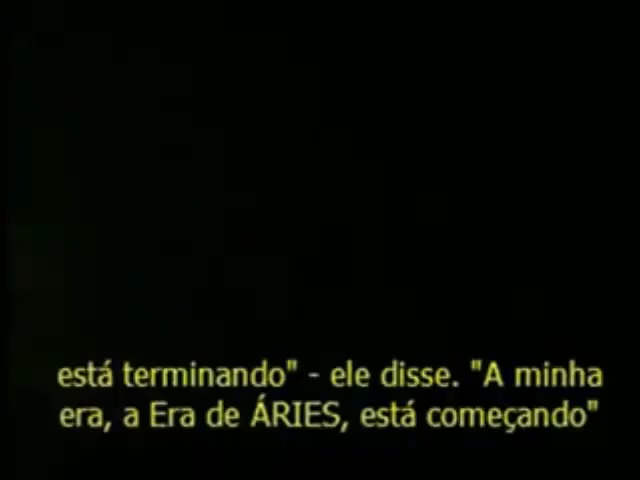 está terminando" - ele disse. "A minha
era, a Era de ÁRIES, está começando"